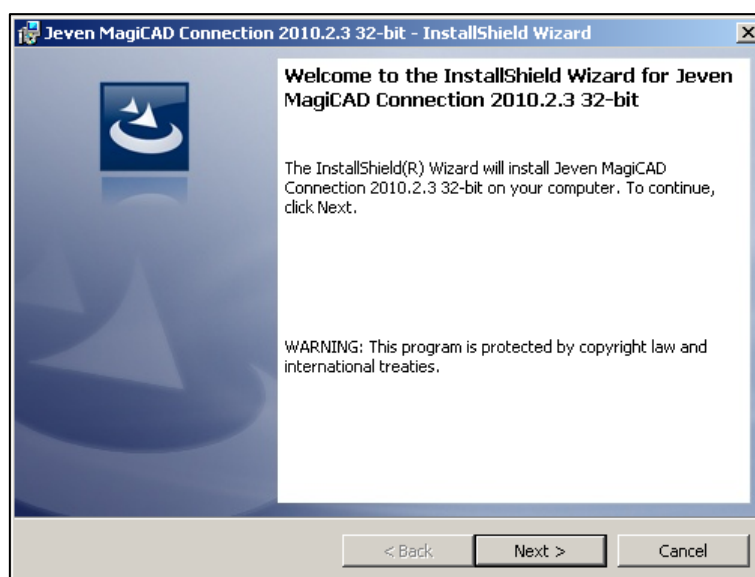 Jeven MagiCAD Connection 2010.2.3 32-bit - InstallShield Wizard
Welcome to the InstallShield Wizard for Jeven
MagiCAD Connection 2010.2.3 32-bit
The InstallShield(R) Wizard will install Jeven MagiCAD
Connection 2010.2.3 32-bit on your computer. To continue,
click Next.
WARNING: This program is protected by copyright law and
international treaties.
< Back
Next >
Cancel